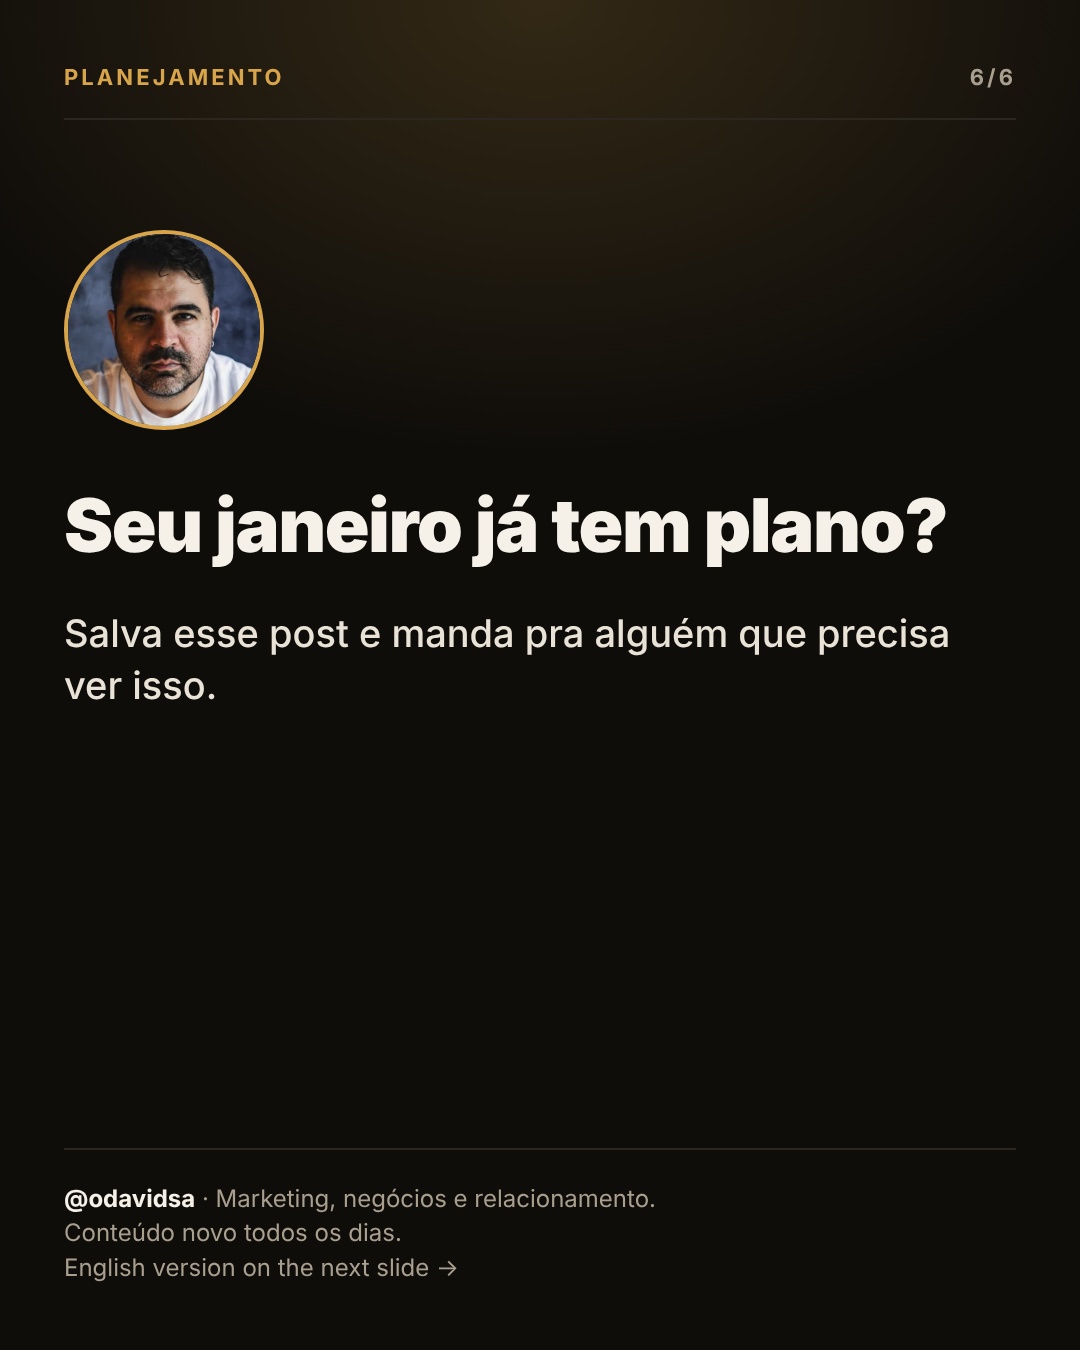 PLANEJAMENTO
6/6
Seu janeiro já tem plano?
Salva esse post e manda pra alguém que precisa
ver isso.
@odavidsa · Marketing, negócios e relacionamento.
Conteúdo novo todos os dias.
English version on the next slide →